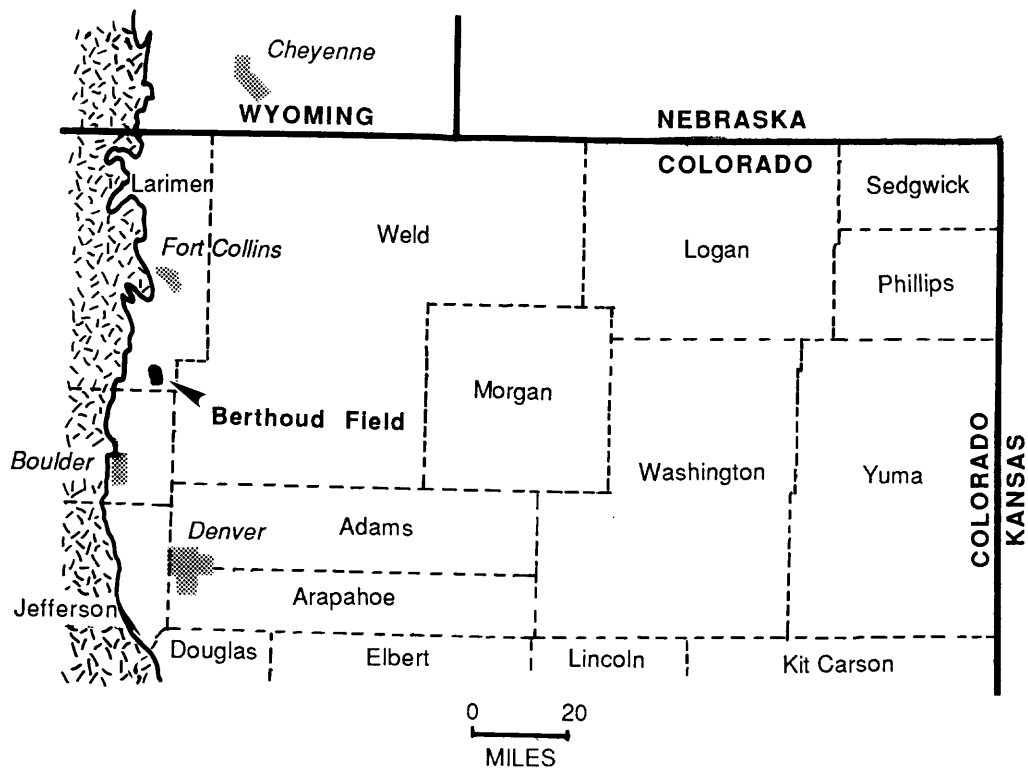 Cheyenne
WYOMING
NEBRASKA
COLORADO
Larimer
Sedgwick
Weld
Logan
Fort Collins
Phillips
Morgan
Berthoud Field
Boulder
Washington
Yuma
COLORADO
KANSAS
Denver
Adams
Arapahoe
Jefferson
Douglas
Elbert
Lincoln
Kit Carson
0 20
MILES